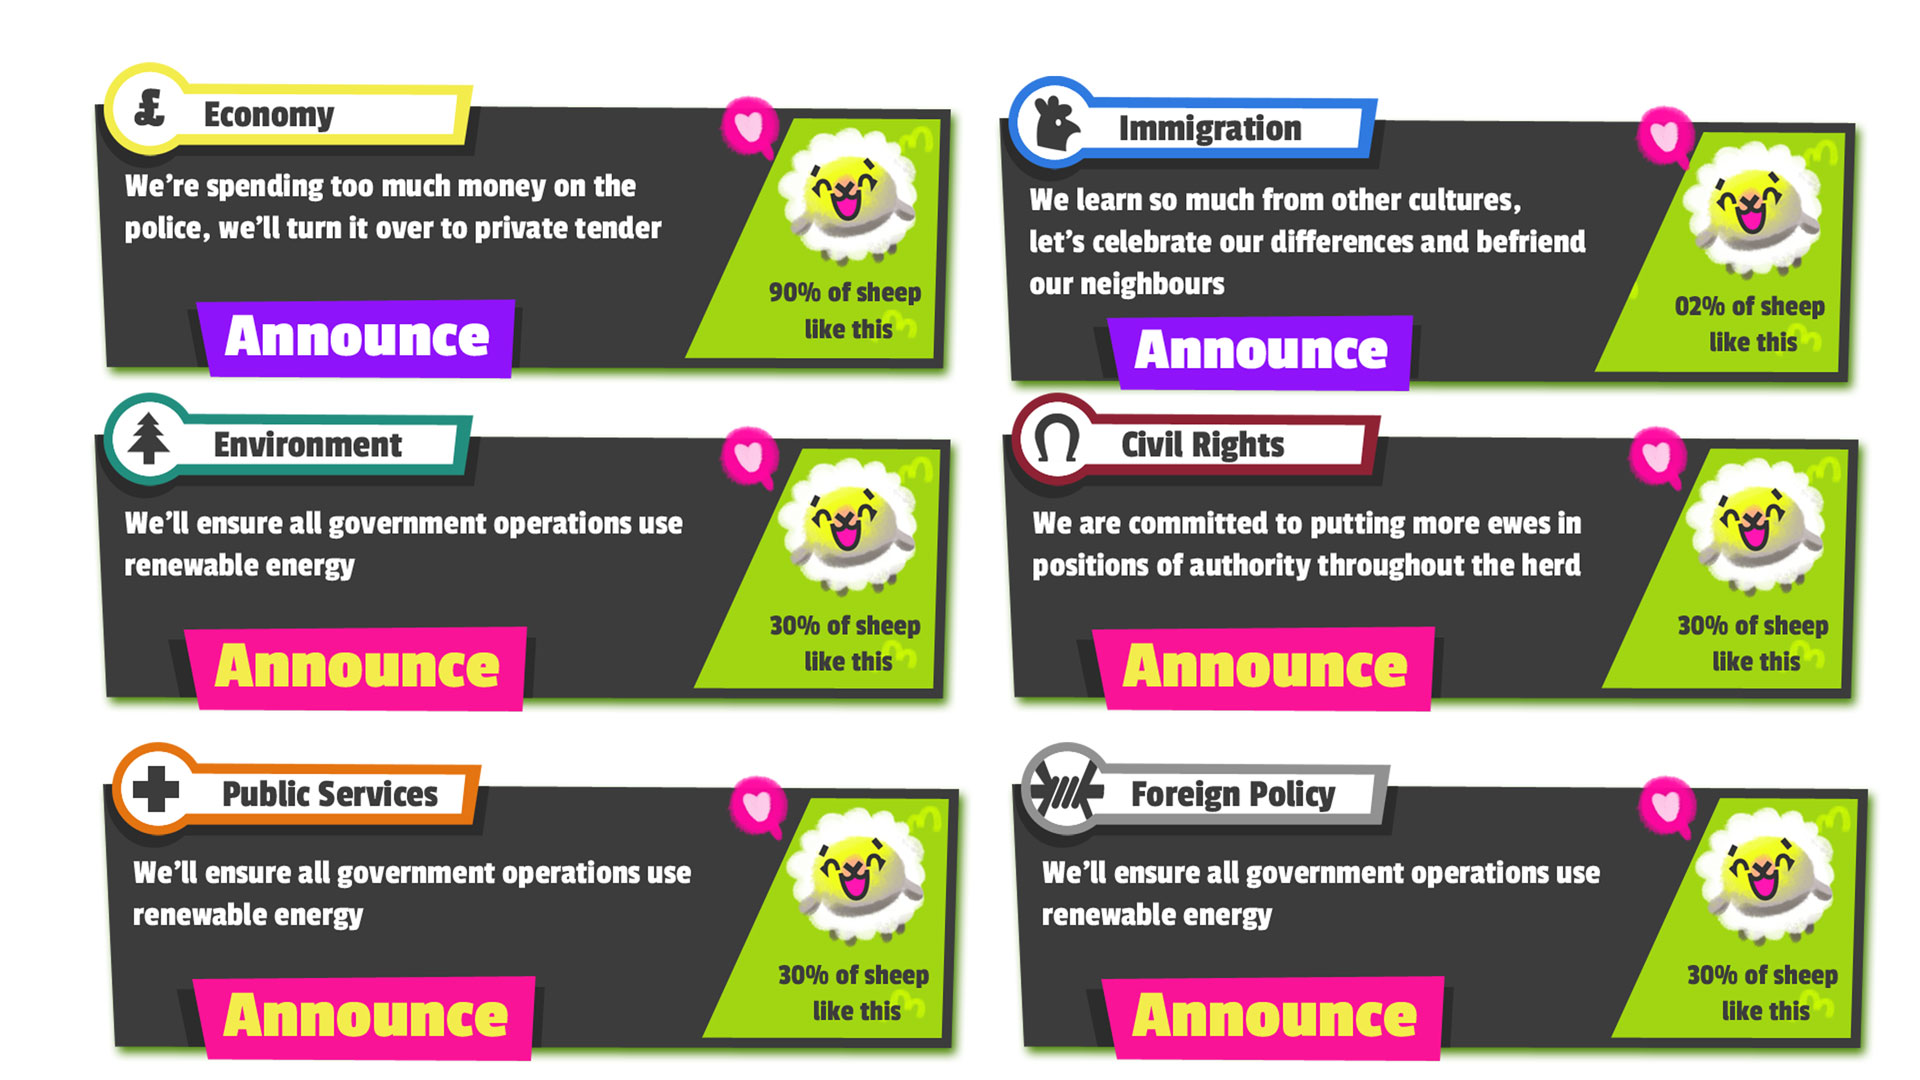 £ Economy
We're spending too much money on the
police, we'll turn it over to private tender
90% of sheep
like this
Announce
Immigration
We learn so much from other cultures,
let's celebrate our differences and befriend
our neighbours
02% of sheep
like this
Announce
Environment
We'll ensure all government operations use
renewable energy
30% of sheep
like this
Announce
Civil Rights
We are committed to putting more ewes in
positions of authority throughout the herd
30% of sheep
like this
Announce
Public Services
We'll ensure all government operations use
renewable energy
30% of sheep
like this
Announce
Foreign Policy
We'll ensure all government operations use
renewable energy
30% of sheep
like this
Announce